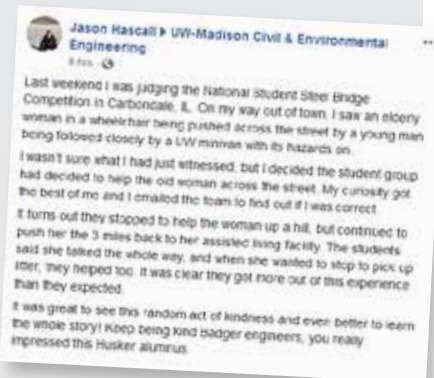 Jason Hascall ▸ UW-Madison Civil & Environmental
Engineering
8 hrs ·
Last weekend I was judging the National Student Steel Bridge
Competition in Carbondale, IL. On my way out of town, I saw an elderly
woman in a wheelchair being pushed across the street by a young man
being followed closely by a UW minivan with its hazards on.
I wasn't sure what I had just witnessed, but I decided the student group
had decided to help the old woman across the street. My curiosity got
the best of me and I emailed the team to find out if I was correct.
It turns out they stopped to help the woman up a hill, but continued to
push her the 3 miles back to her assisted living facility. The students
said she talked the whole way, and when she wanted to stop to pick up
litter, they helped too. It was clear they got more out of this experience
than they expected.
It was great to see this random act of kindness and even better to learn
the whole story! Keep being kind Badger engineers, you really
impressed this Husker alumnus.